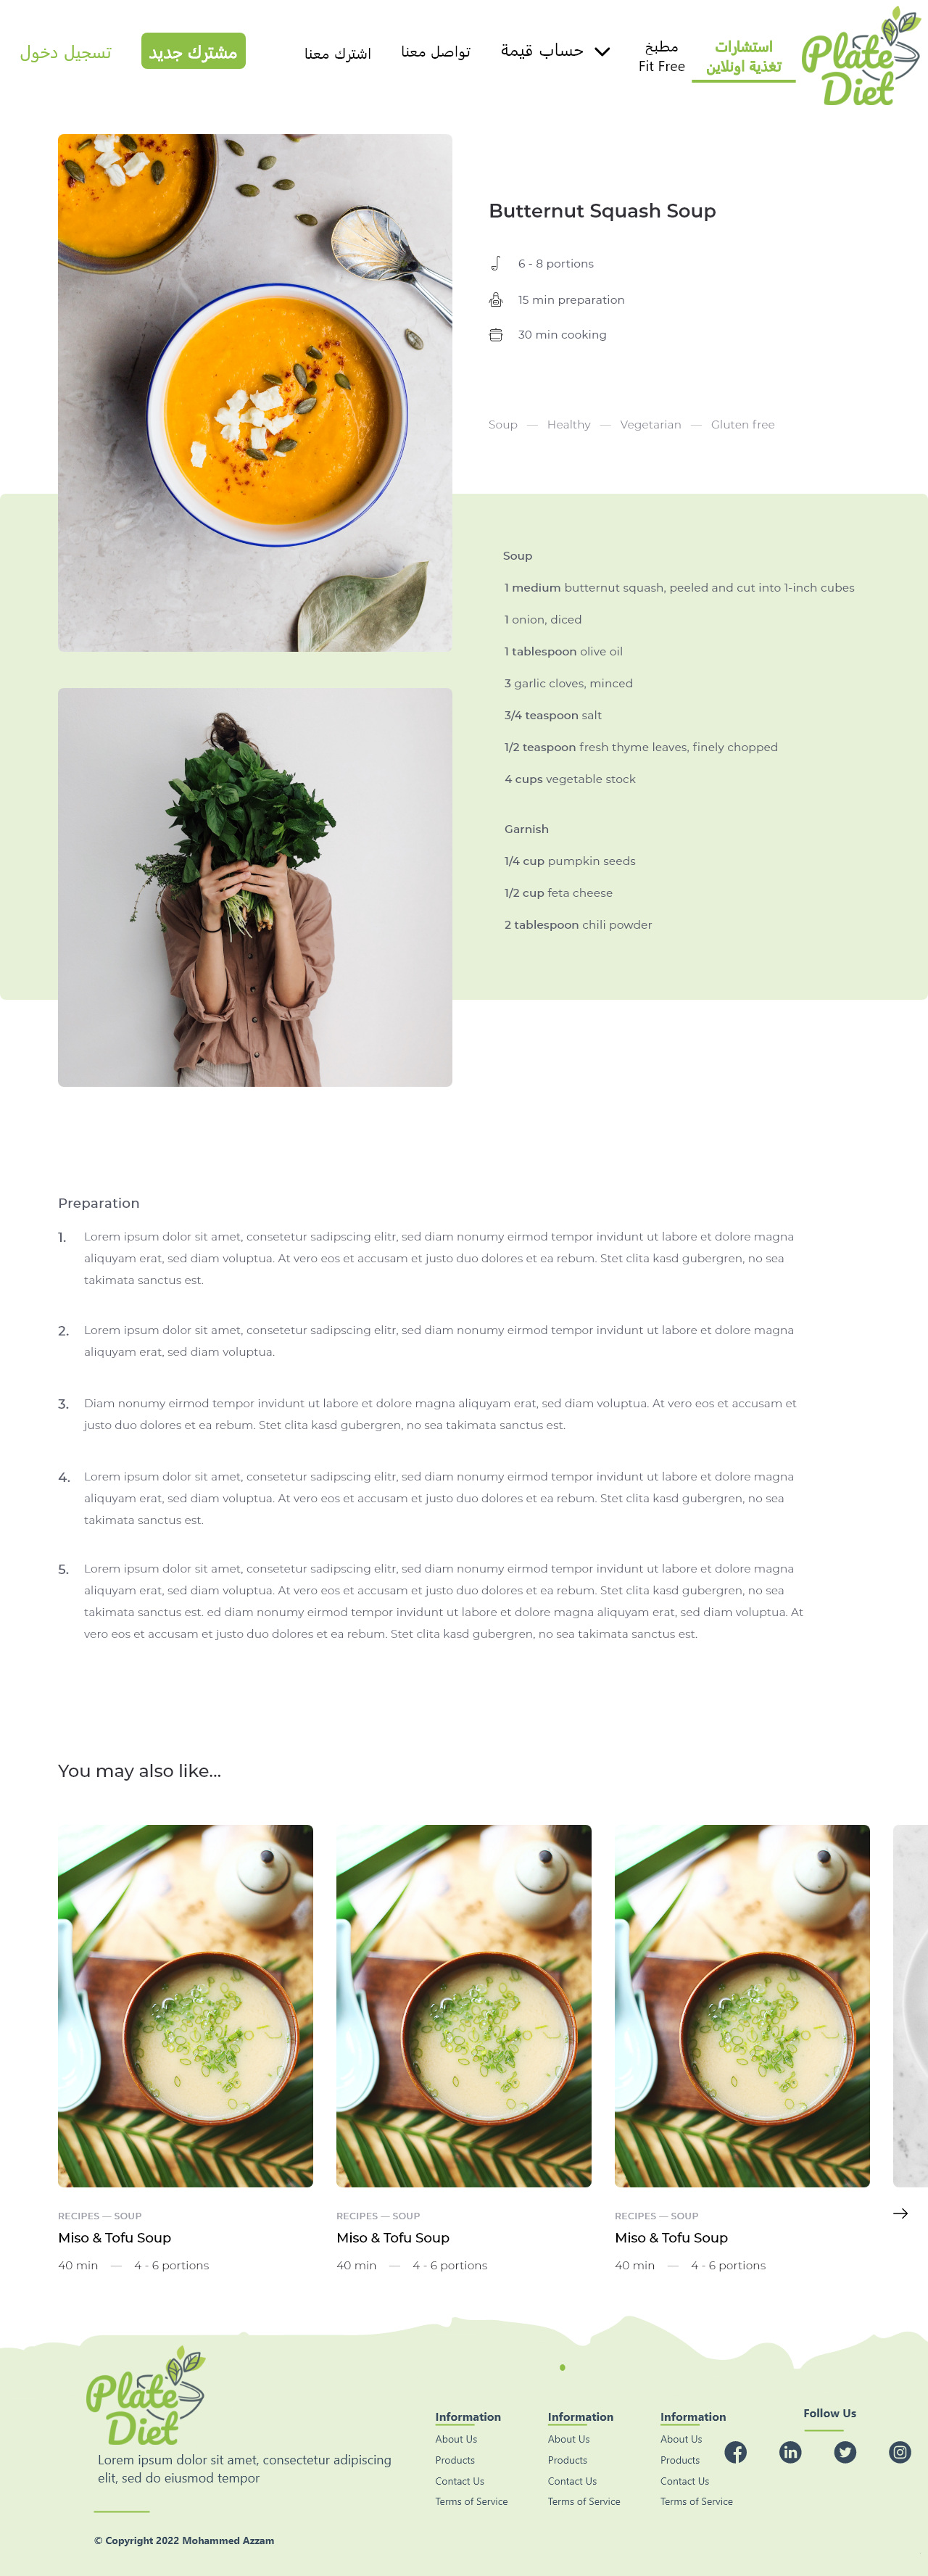 Plate
Diet
استشارات
تغذية اونلاين
مطبخ
Fit Free
حساب قيمة
تواصل معنا
اشترك معنا
مشترك جديد
تسجيل دخول
Butternut Squash Soup
6 - 8 portions
15 min preparation
30 min cooking
Soup — Healthy — Vegetarian — Gluten free
Soup
1 medium butternut squash, peeled and cut into 1-inch cubes
1 onion, diced
1 tablespoon olive oil
3 garlic cloves, minced
3/4 teaspoon salt
1/2 teaspoon fresh thyme leaves, finely chopped
4 cups vegetable stock
Garnish
1/4 cup pumpkin seeds
1/2 cup feta cheese
2 tablespoon chili powder
Preparation
1. Lorem ipsum dolor sit amet, consetetur sadipscing elitr, sed diam nonumy eirmod tempor invidunt ut labore et dolore magna
aliquyam erat, sed diam voluptua. At vero eos et accusam et justo duo dolores et ea rebum. Stet clita kasd gubergren, no sea
takimata sanctus est.
2. Lorem ipsum dolor sit amet, consetetur sadipscing elitr, sed diam nonumy eirmod tempor invidunt ut labore et dolore magna
aliquyam erat, sed diam voluptua.
3. Diam nonumy eirmod tempor invidunt ut labore et dolore magna aliquyam erat, sed diam voluptua. At vero eos et accusam et
justo duo dolores et ea rebum. Stet clita kasd gubergren, no sea takimata sanctus est.
4. Lorem ipsum dolor sit amet, consetetur sadipscing elitr, sed diam nonumy eirmod tempor invidunt ut labore et dolore magna
aliquyam erat, sed diam voluptua. At vero eos et accusam et justo duo dolores et ea rebum. Stet clita kasd gubergren, no sea
takimata sanctus est.
5. Lorem ipsum dolor sit amet, consetetur sadipscing elitr, sed diam nonumy eirmod tempor invidunt ut labore et dolore magna
aliquyam erat, sed diam voluptua. At vero eos et accusam et justo duo dolores et ea rebum. Stet clita kasd gubergren, no sea
takimata sanctus est. ed diam nonumy eirmod tempor invidunt ut labore et dolore magna aliquyam erat, sed diam voluptua. At
vero eos et accusam et justo duo dolores et ea rebum. Stet clita kasd gubergren, no sea takimata sanctus est.
You may also like...
RECIPES — SOUP
Miso & Tofu Soup
40 min — 4 - 6 portions
RECIPES — SOUP
Miso & Tofu Soup
40 min — 4 - 6 portions
RECIPES — SOUP
Miso & Tofu Soup
40 min — 4 - 6 portions
Plate
Diet
Lorem ipsum dolor sit amet, consectetur adipiscing
elit, sed do eiusmod tempor
© Copyright 2022 Mohammed Azzam
Information
About Us
Products
Contact Us
Terms of Service
Information
About Us
Products
Contact Us
Terms of Service
Information
About Us
Products
Contact Us
Terms of Service
Follow Us